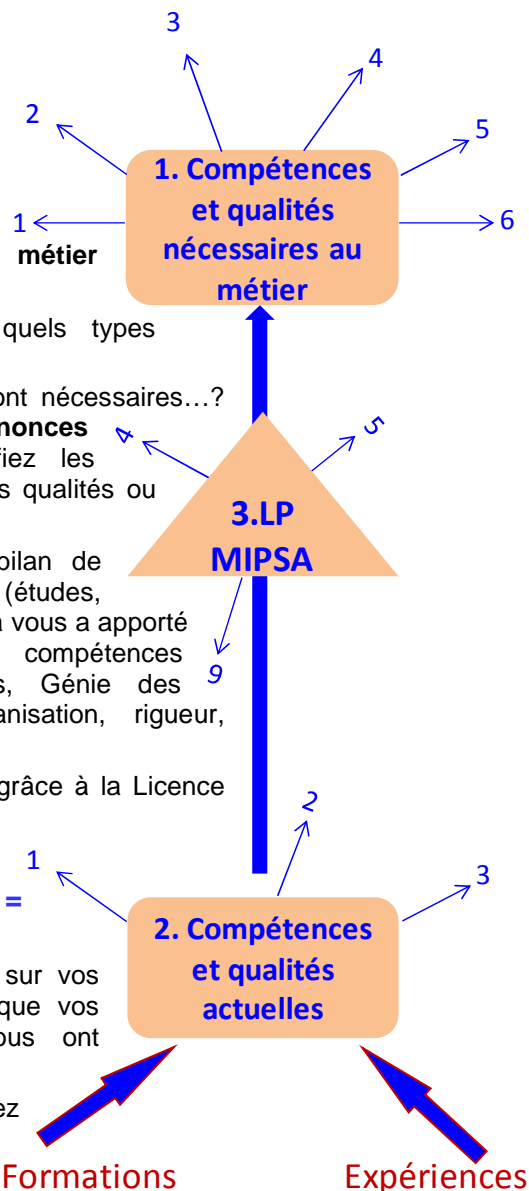 3
4
2
5
1. Compétences
et qualités
nécessaires au
métier
1
6
métier
quels types
ont nécessaires…?
nonces
fiez les
s qualités ou
4
5
3.LP
MIPSA
bilan de
(études,
a vous a apporté
compétences
s, Génie des
9
anisation, rigueur,
grâce à la Licence
2
1
3
=
2. Compétences
et qualités
actuelles
sur vos
que vos
ous ont
ez
Formations
Expériences